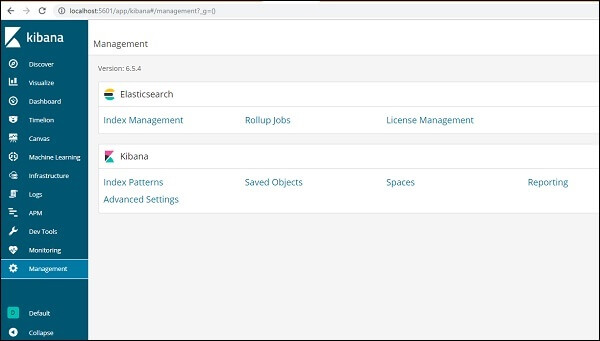 localhost:5601/app/kibana#/management?_g=()
kibana
Discover
Visualize
Dashboard
Timelion
Canvas
Machine Learning
Infrastructure
Logs
APM
Dev Tools
Monitoring
Management
D Default
Collapse
Management
Version: 6.5.4
Elasticsearch
Index Management Rollup Jobs License Management
Kibana
Index Patterns Saved Objects Spaces Reporting
Advanced Settings